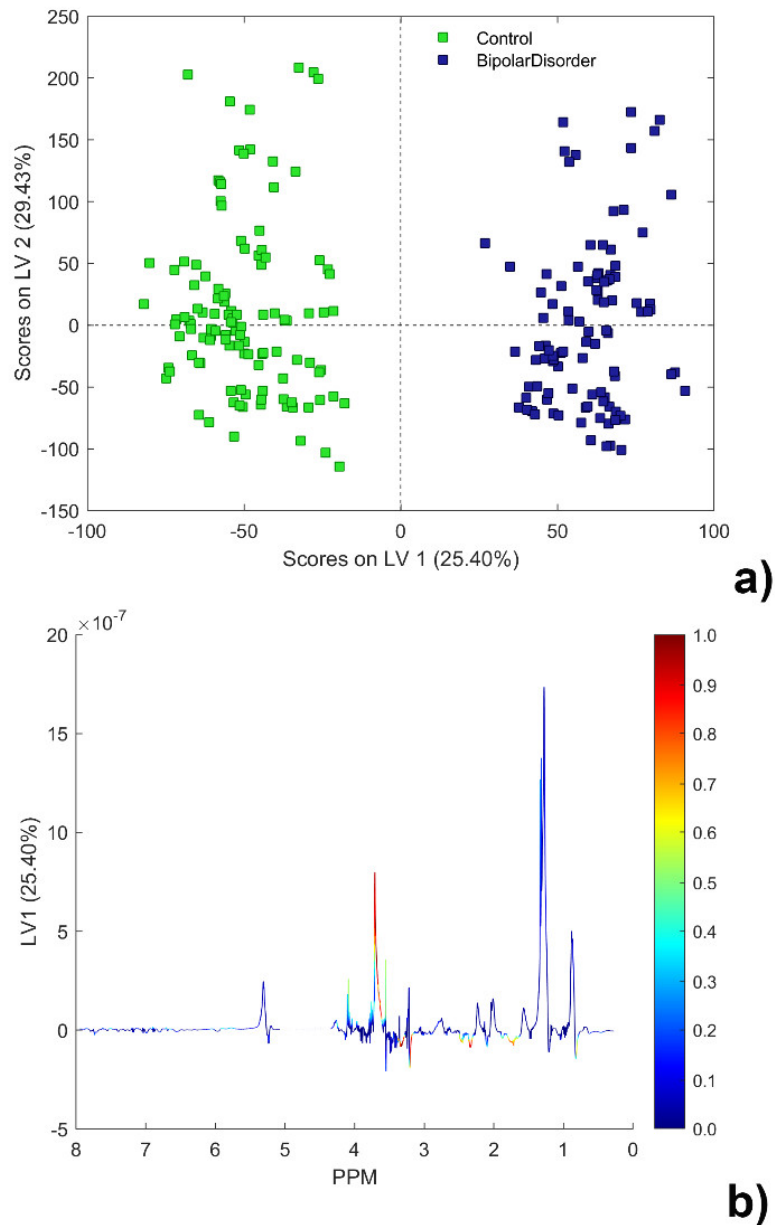 250
200
150
100
50
0
-50
-100
-150
Scores on LV 2 (29.43%)
Control
BipolarDisorder
-100 -50 0 50 100
Scores on LV 1 (25.40%)
a)
×10⁻⁷
20
15
10
5
0
-5
LV1 (25.40%)
8 7 6 5 4 3 2 1 0
PPM
1.0
0.9
0.8
0.7
0.6
0.5
0.4
0.3
0.2
0.1
0.0
b)